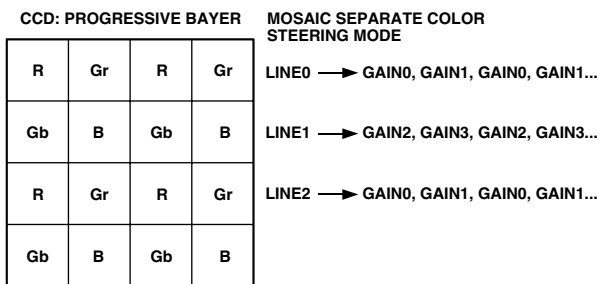 CCD: PROGRESSIVE BAYER
MOSAIC SEPARATE COLOR
STEERING MODE
R Gr R Gr
LINE0 GAIN0, GAIN1, GAIN0, GAIN1...
Gb B Gb B
LINE1 GAIN2, GAIN3, GAIN2, GAIN3...
R Gr R Gr
LINE2 GAIN0, GAIN1, GAIN0, GAIN1...
Gb B Gb B